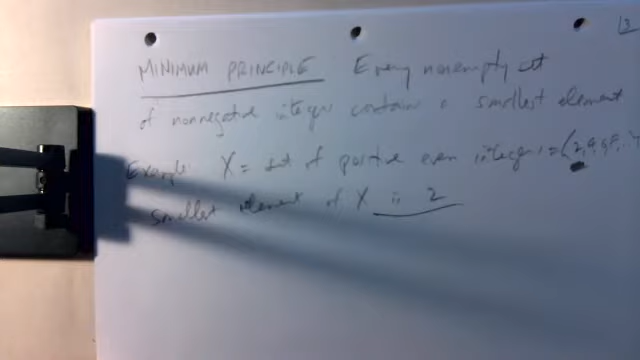 13
MINIMUM PRINCIPLE Every nonempty set
of nonnegative integers contains a smallest element
Example: X = set of positive even integers = {2,4,6,8,...}
smallest element of X is 2